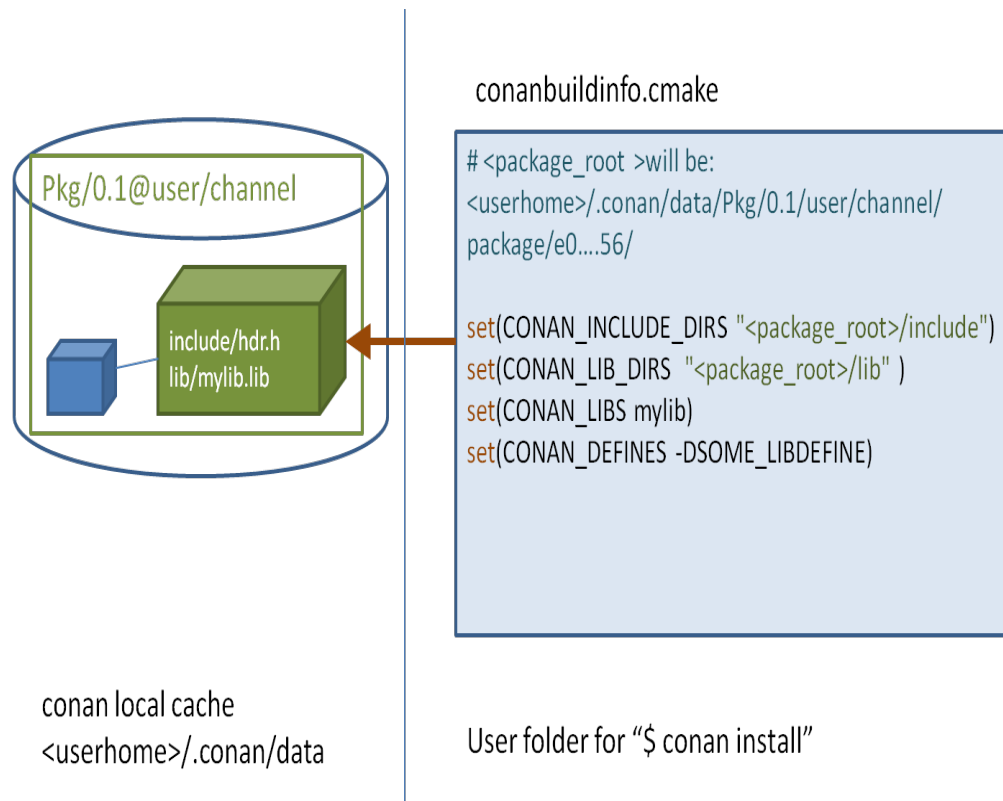 Pkg/0.1@user/channel
include/hdr.h
lib/mylib.lib
conan local cache
<userhome>/.conan/data
conanbuildinfo.cmake
# <package_root >will be:
<userhome>/.conan/data/Pkg/0.1/user/channel/
package/e0....56/
set(CONAN_INCLUDE_DIRS "<package_root>/include")
set(CONAN_LIB_DIRS  "<package_root>/lib" )
set(CONAN_LIBS mylib)
set(CONAN_DEFINES -DSOME_LIBDEFINE)
User folder for “$ conan install”